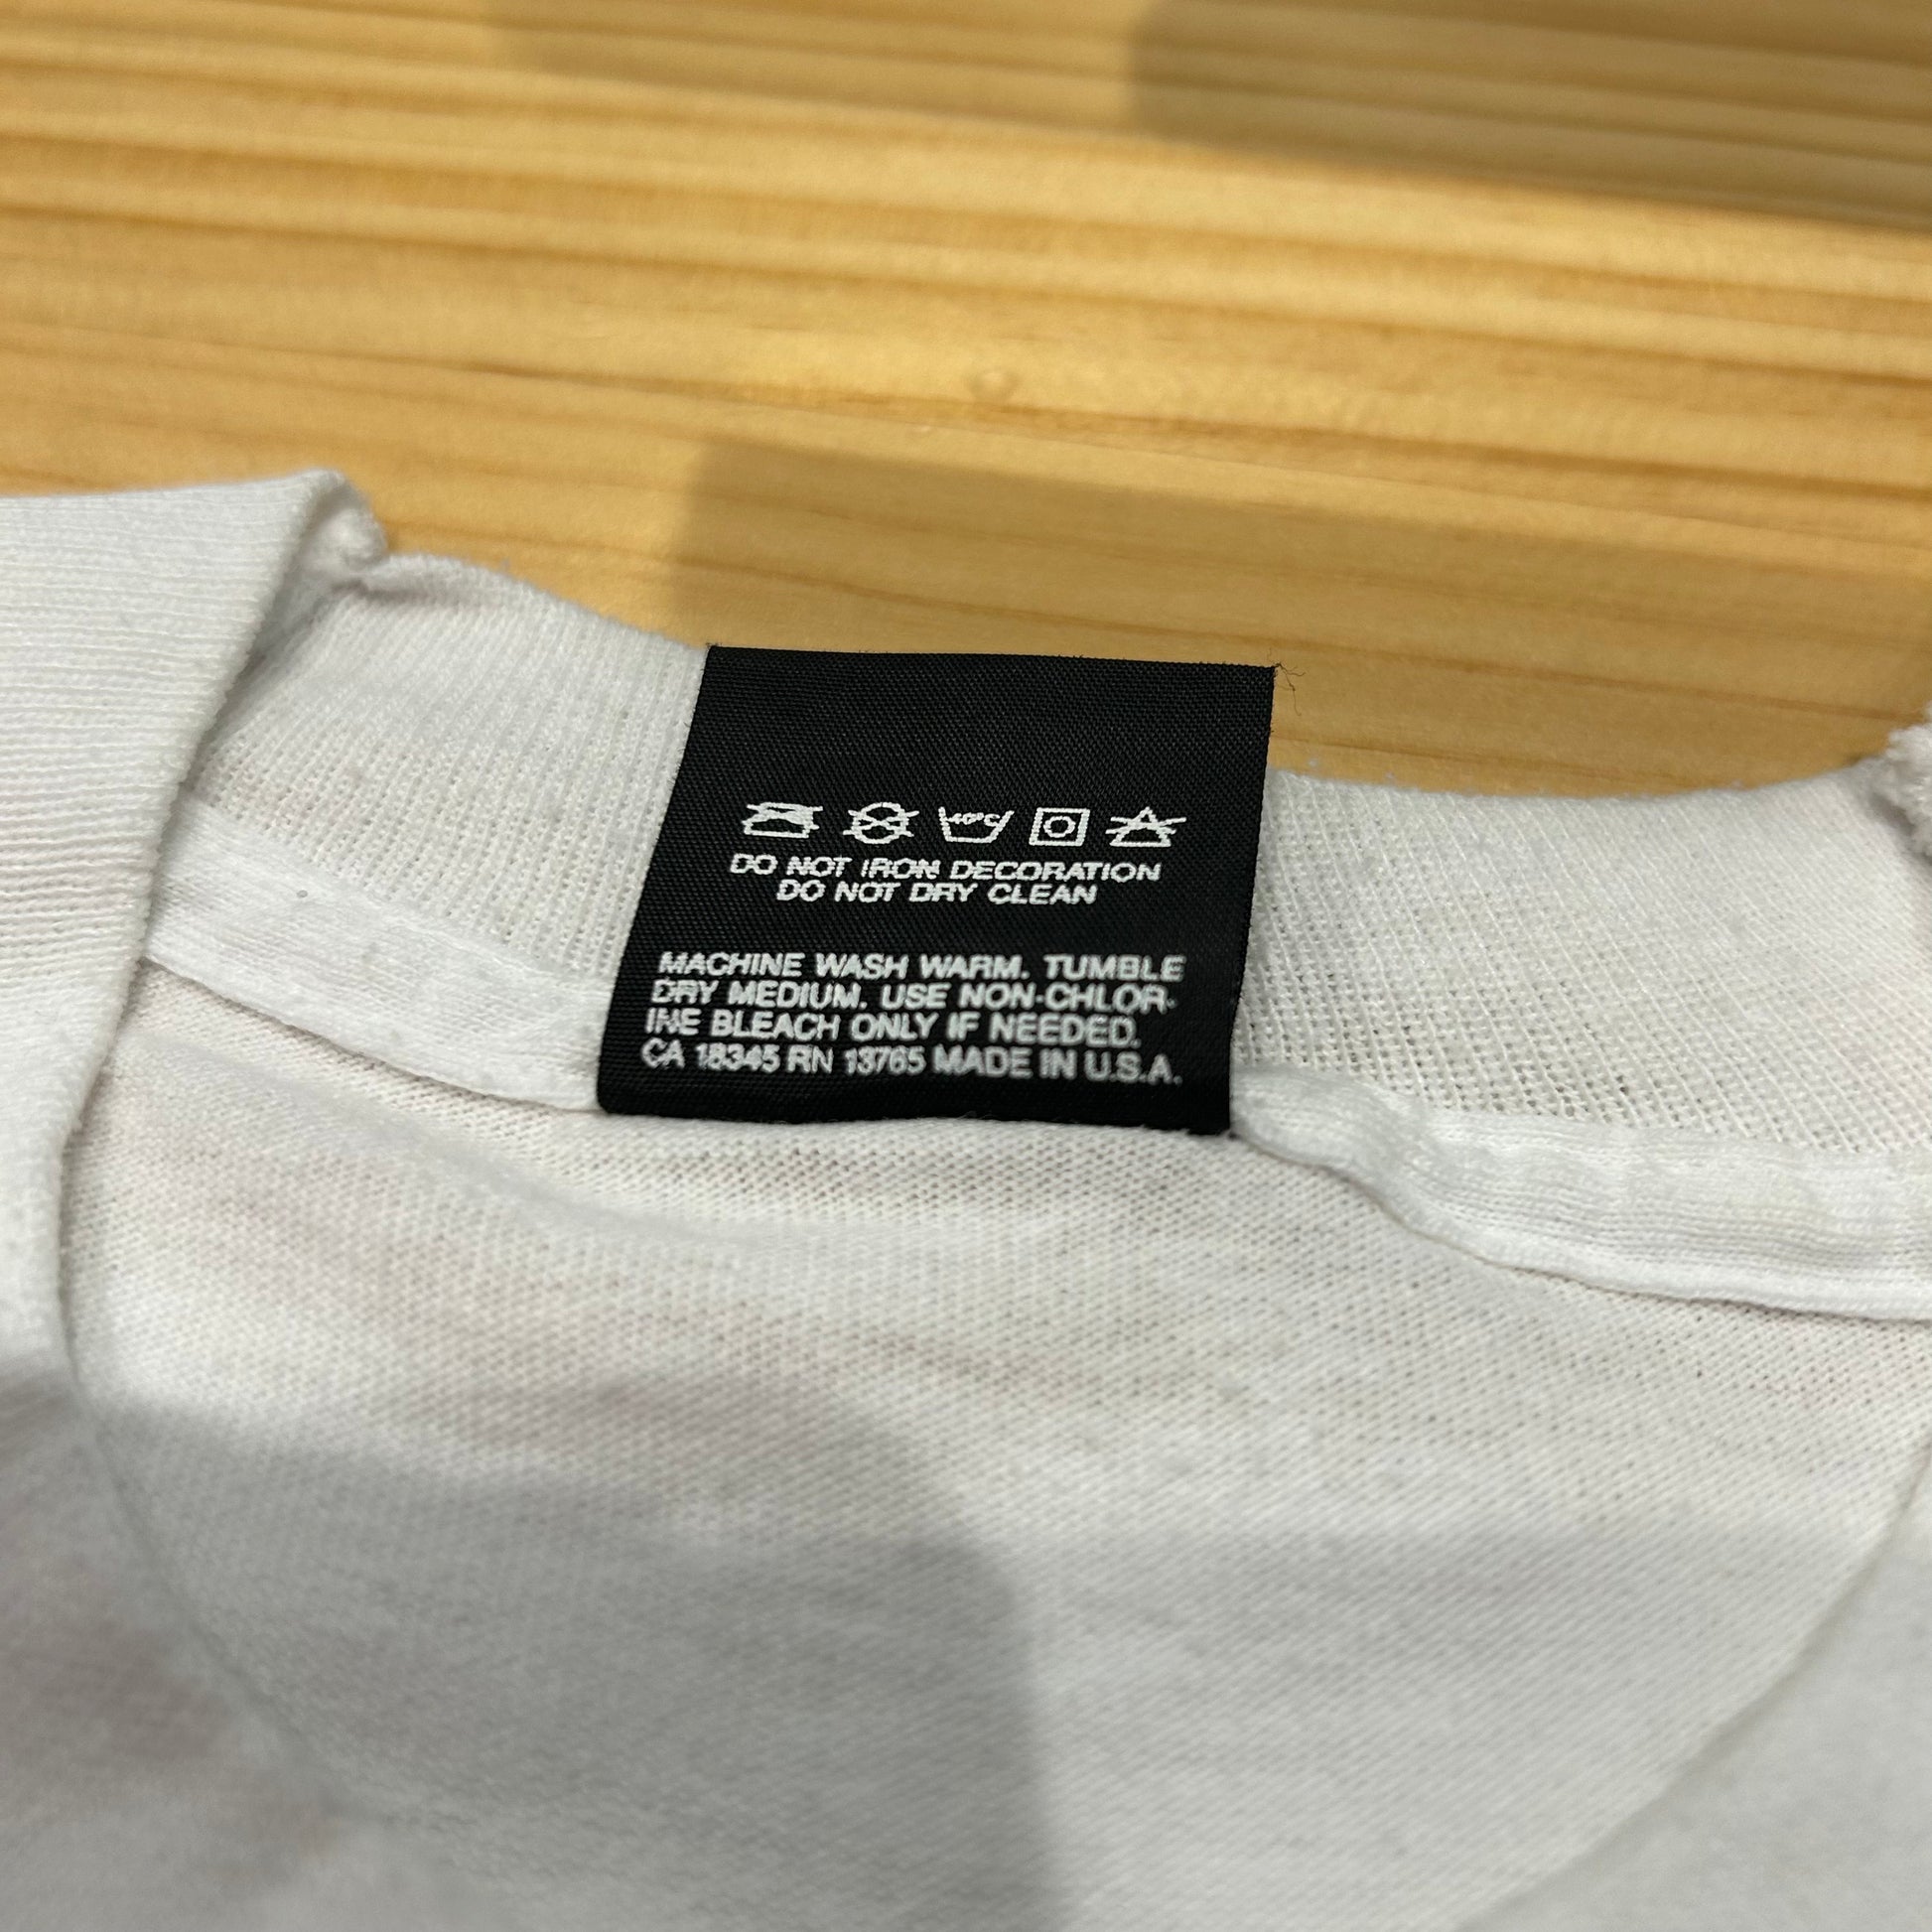 40°C
DO NOT IRON DECORATION
DO NOT DRY CLEAN
MACHINE WASH WARM. TUMBLE
DRY MEDIUM. USE NON-CHLOR-
INE BLEACH ONLY IF NEEDED.
CA 18345 RN 13765 MADE IN U.S.A.